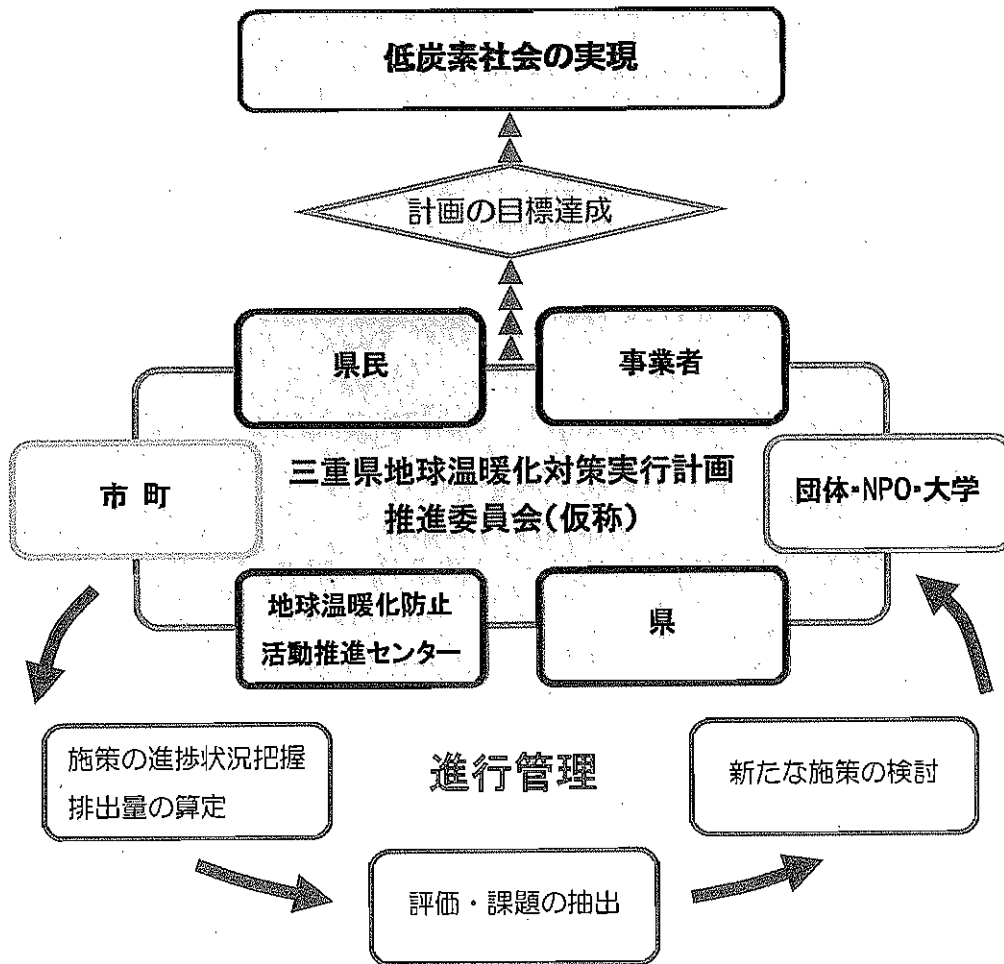 低炭素社会の実現
計画の目標達成
県民
事業者
市町
三重県地球温暖化対策実行計画
推進委員会(仮称)
団体・NPO・大学
地球温暖化防止
活動推進センター
県
施策の進捗状況把握
排出量の算定
進行管理
新たな施策の検討
評価・課題の抽出